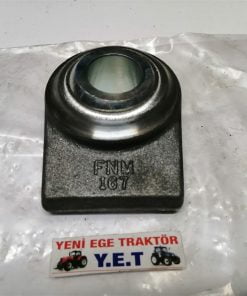 FNM
167
YENİ EGE TRAKTÖR
Y.E.T